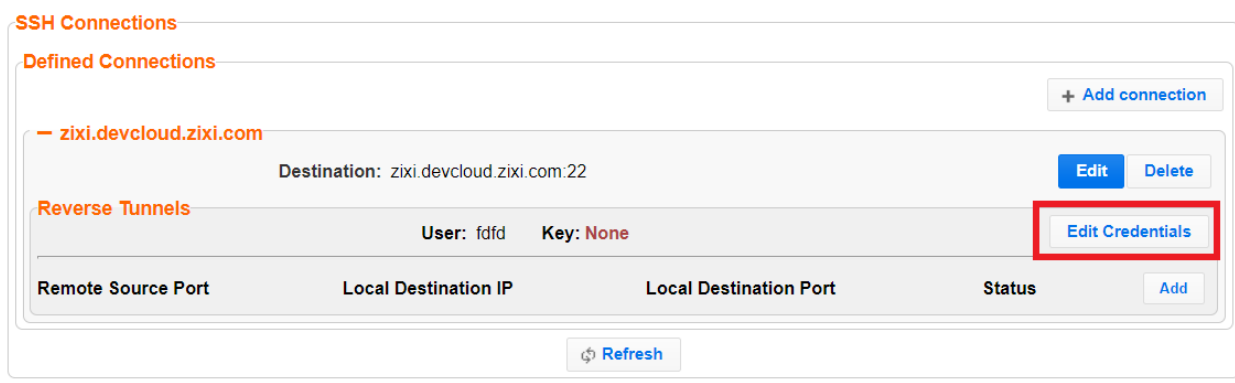 SSH Connections
Defined Connections
+ Add connection
− zixi.devcloud.zixi.com
Destination: zixi.devcloud.zixi.com:22 Edit Delete
Reverse Tunnels
User: fdfd Key: None Edit Credentials
Remote Source Port Local Destination IP Local Destination Port Status Add
Refresh